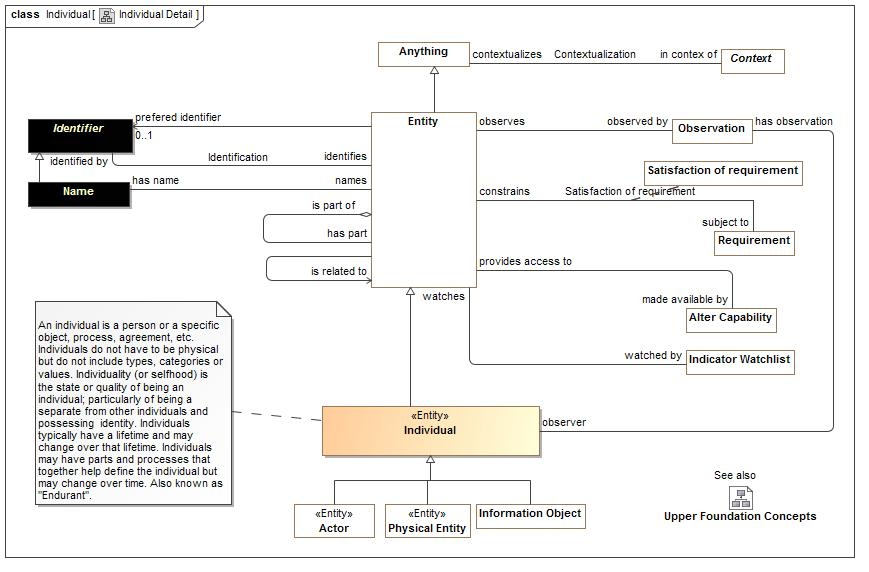 class Individual [ Individual Detail ]
Anything
contextualizes Contextualization in contex of
Context
Entity
prefered identifier
0..1
Identifier
identified by Identification identifies
Name
has name names
is part of
has part
is related to
observes observed by
Observation
has observation
Satisfaction of requirement
constrains Satisfaction of requirement
subject to
Requirement
provides access to
made available by
Alter Capability
watches
watched by
Indicator Watchlist
An individual is a person or a specific
object, process, agreement, etc.
Individuals do not have to be physical
but do not include types, categories or
values. Individuality (or selfhood) is
the state or quality of being an
individual; particularly of being a
separate from other individuals and
possessing identity. Individuals
typically have a lifetime and may
change over that lifetime. Individuals
may have parts and processes that
together help define the individual but
may change over time. Also known as
"Endurant".
«Entity»
Individual
observer
«Entity»
Actor
«Entity»
Physical Entity
Information Object
See also
Upper Foundation Concepts